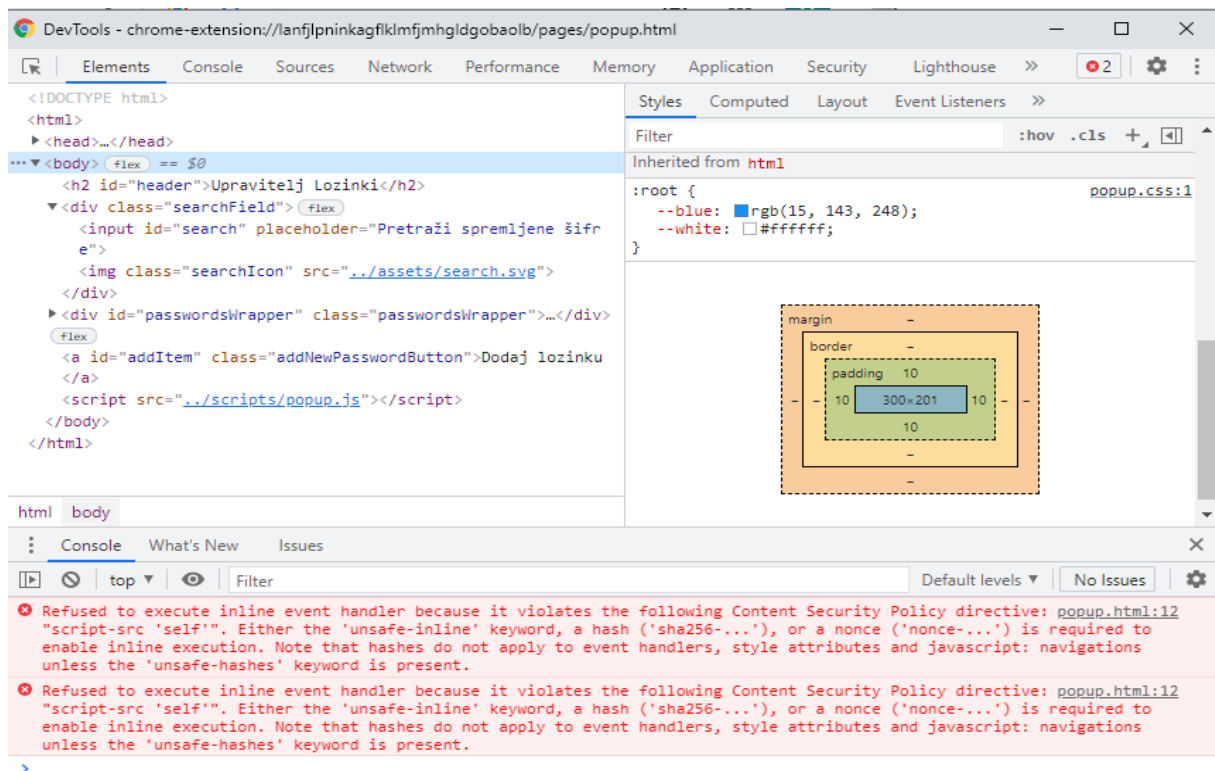 DevTools - chrome-extension://lanfjlpninkagflklmfjmhgldgobaolb/pages/popup.html
Elements Console Sources Network Performance Memory Application Security Lighthouse » 2
<!DOCTYPE html>
<html>
<head>…</head>
<body> flex == $0
<h2 id="header">Upravitelj Lozinki</h2>
<div class="searchField"> flex
<input id="search" placeholder="Pretraži spremljene šifr
e">
<img class="searchIcon" src="../assets/search.svg">
</div>
<div id="passwordsWrapper" class="passwordsWrapper">…</div>
flex
<a id="addItem" class="addNewPasswordButton">Dodaj lozinku
</a>
<script src="../scripts/popup.js"></script>
</body>
</html>
html body
Styles Computed Layout Event Listeners »
Filter :hov .cls +
Inherited from html
:root { popup.css:1
--blue: rgb(15, 143, 248);
--white: #ffffff;
}
margin –
border –
padding 10
– – 10 300×201 10 – –
10
–
–
Console What's New Issues
top ▼ Filter Default levels ▼ No Issues
Refused to execute inline event handler because it violates the following Content Security Policy directive: popup.html:12
"script-src 'self'". Either the 'unsafe-inline' keyword, a hash ('sha256-...'), or a nonce ('nonce-...') is required to
enable inline execution. Note that hashes do not apply to event handlers, style attributes and javascript: navigations
unless the 'unsafe-hashes' keyword is present.
Refused to execute inline event handler because it violates the following Content Security Policy directive: popup.html:12
"script-src 'self'". Either the 'unsafe-inline' keyword, a hash ('sha256-...'), or a nonce ('nonce-...') is required to
enable inline execution. Note that hashes do not apply to event handlers, style attributes and javascript: navigations
unless the 'unsafe-hashes' keyword is present.